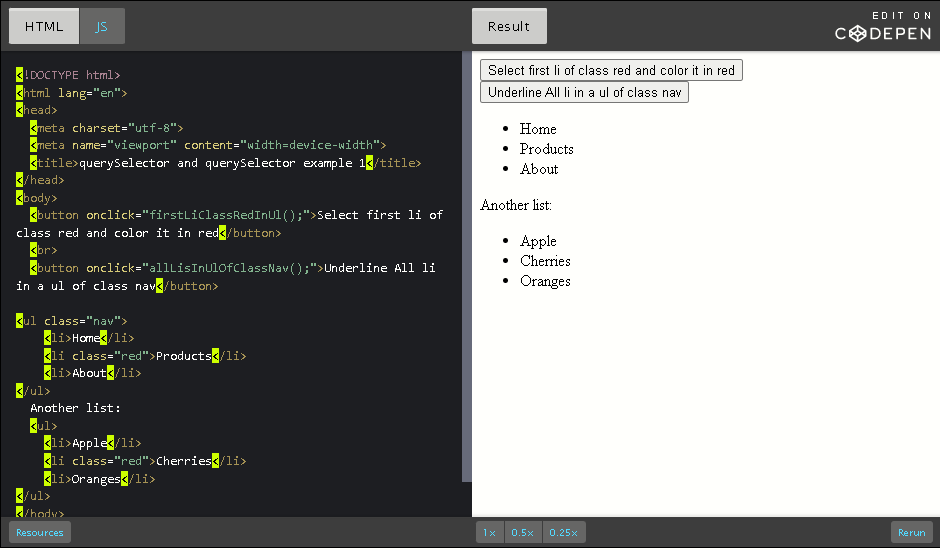 HTML JS Result EDIT ON
CODEPEN
<!DOCTYPE html>
<html lang="en">
<head>
<meta charset="utf-8">
<meta name="viewport" content="width=device-width">
<title>querySelector and querySelector example 1</title>
</head>
<body>
<button onclick="firstLiClassRedInUl();">Select first li of
class red and color it in red</button>
<br>
<button onclick="allLisInUlOfClassNav();">Underline All li
in a ul of class nav</button>
<ul class="nav">
<li>Home</li>
<li class="red">Products</li>
<li>About</li>
</ul>
Another list:
<ul>
<li>Apple</li>
<li class="red">Cherries</li>
<li>Oranges</li>
</ul>
</body>
Select first li of class red and color it in red
Underline All li in a ul of class nav
Home
Products
About
Another list:
Apple
Cherries
Oranges
Resources 1x 0.5x 0.25x Rerun